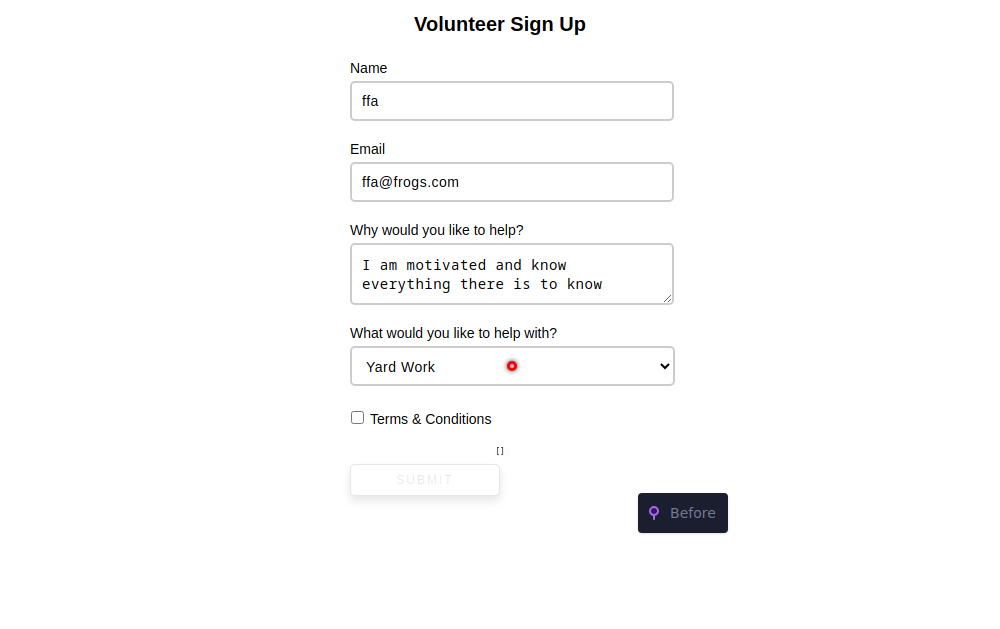 Volunteer Sign Up
Name
ffa
Email
ffa@frogs.com
Why would you like to help?
I am motivated and know
everything there is to know
What would you like to help with?
Yard Work
Terms & Conditions
[]
SUBMIT
Before